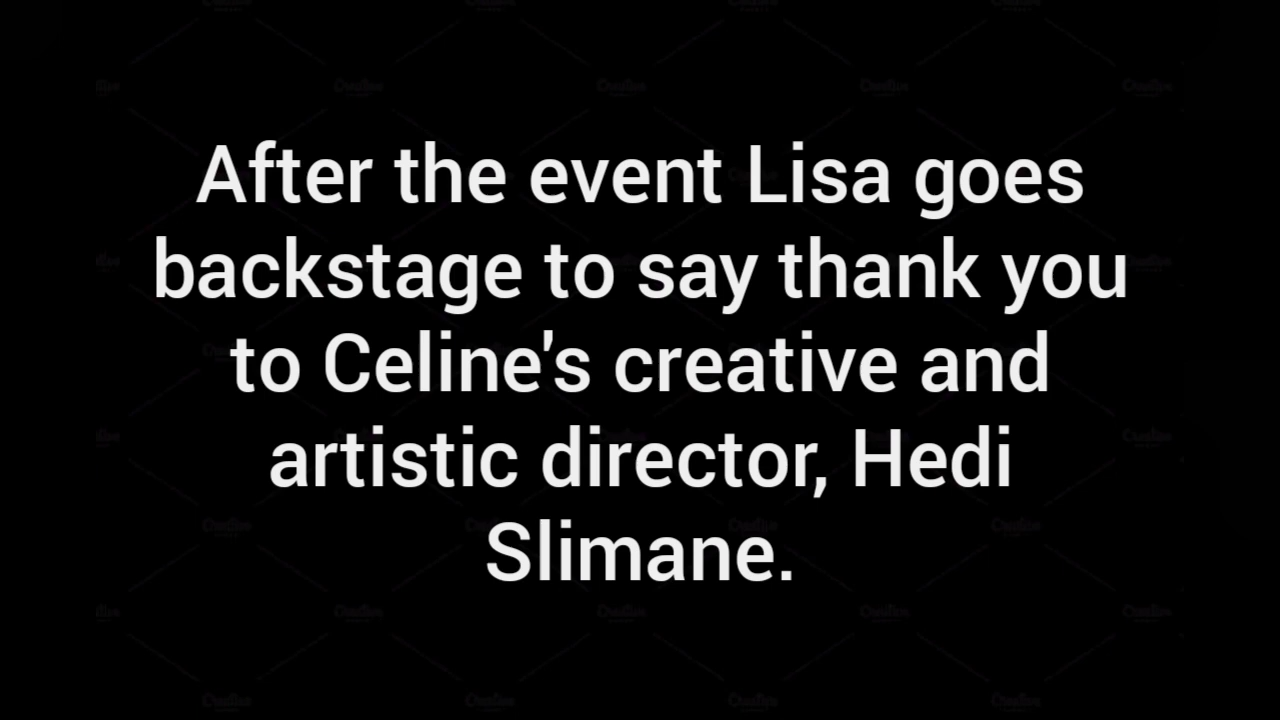 After the event Lisa goes
backstage to say thank you
to Celine's creative and
artistic director, Hedi
Slimane.